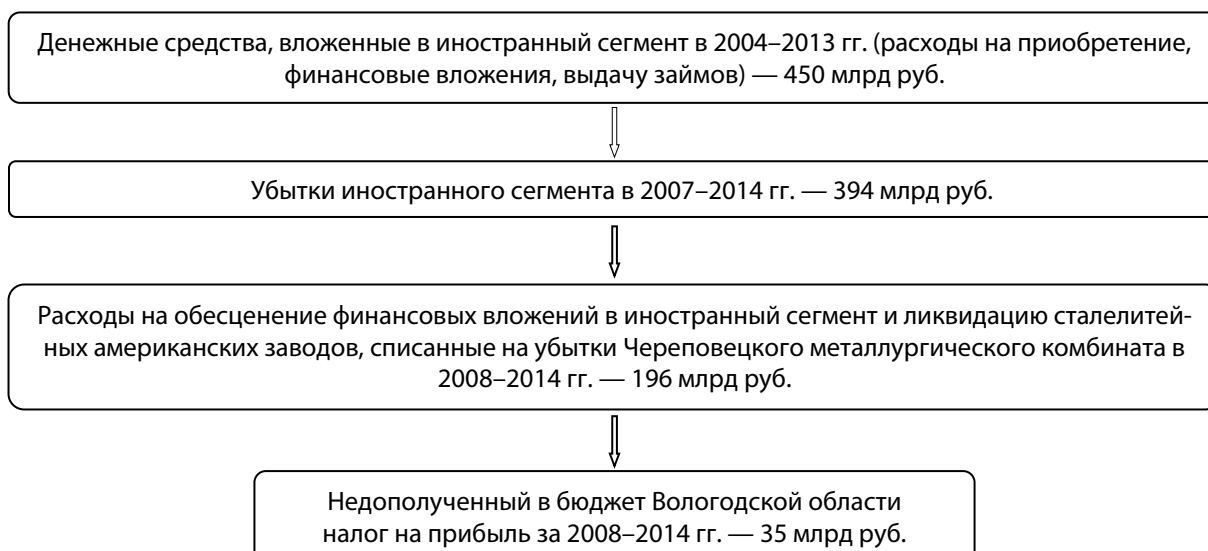 Денежные средства, вложенные в иностранный сегмент в 2004–2013 гг. (расходы на приобретение,
финансовые вложения, выдачу займов) — 450 млрд руб.
Убытки иностранного сегмента в 2007–2014 гг. — 394 млрд руб.
Расходы на обесценение финансовых вложений в иностранный сегмент и ликвидацию сталелитей-
ных американских заводов, списанные на убытки Череповецкого металлургического комбината в
2008–2014 гг. — 196 млрд руб.
Недополученный в бюджет Вологодской области
налог на прибыль за 2008–2014 гг. — 35 млрд руб.